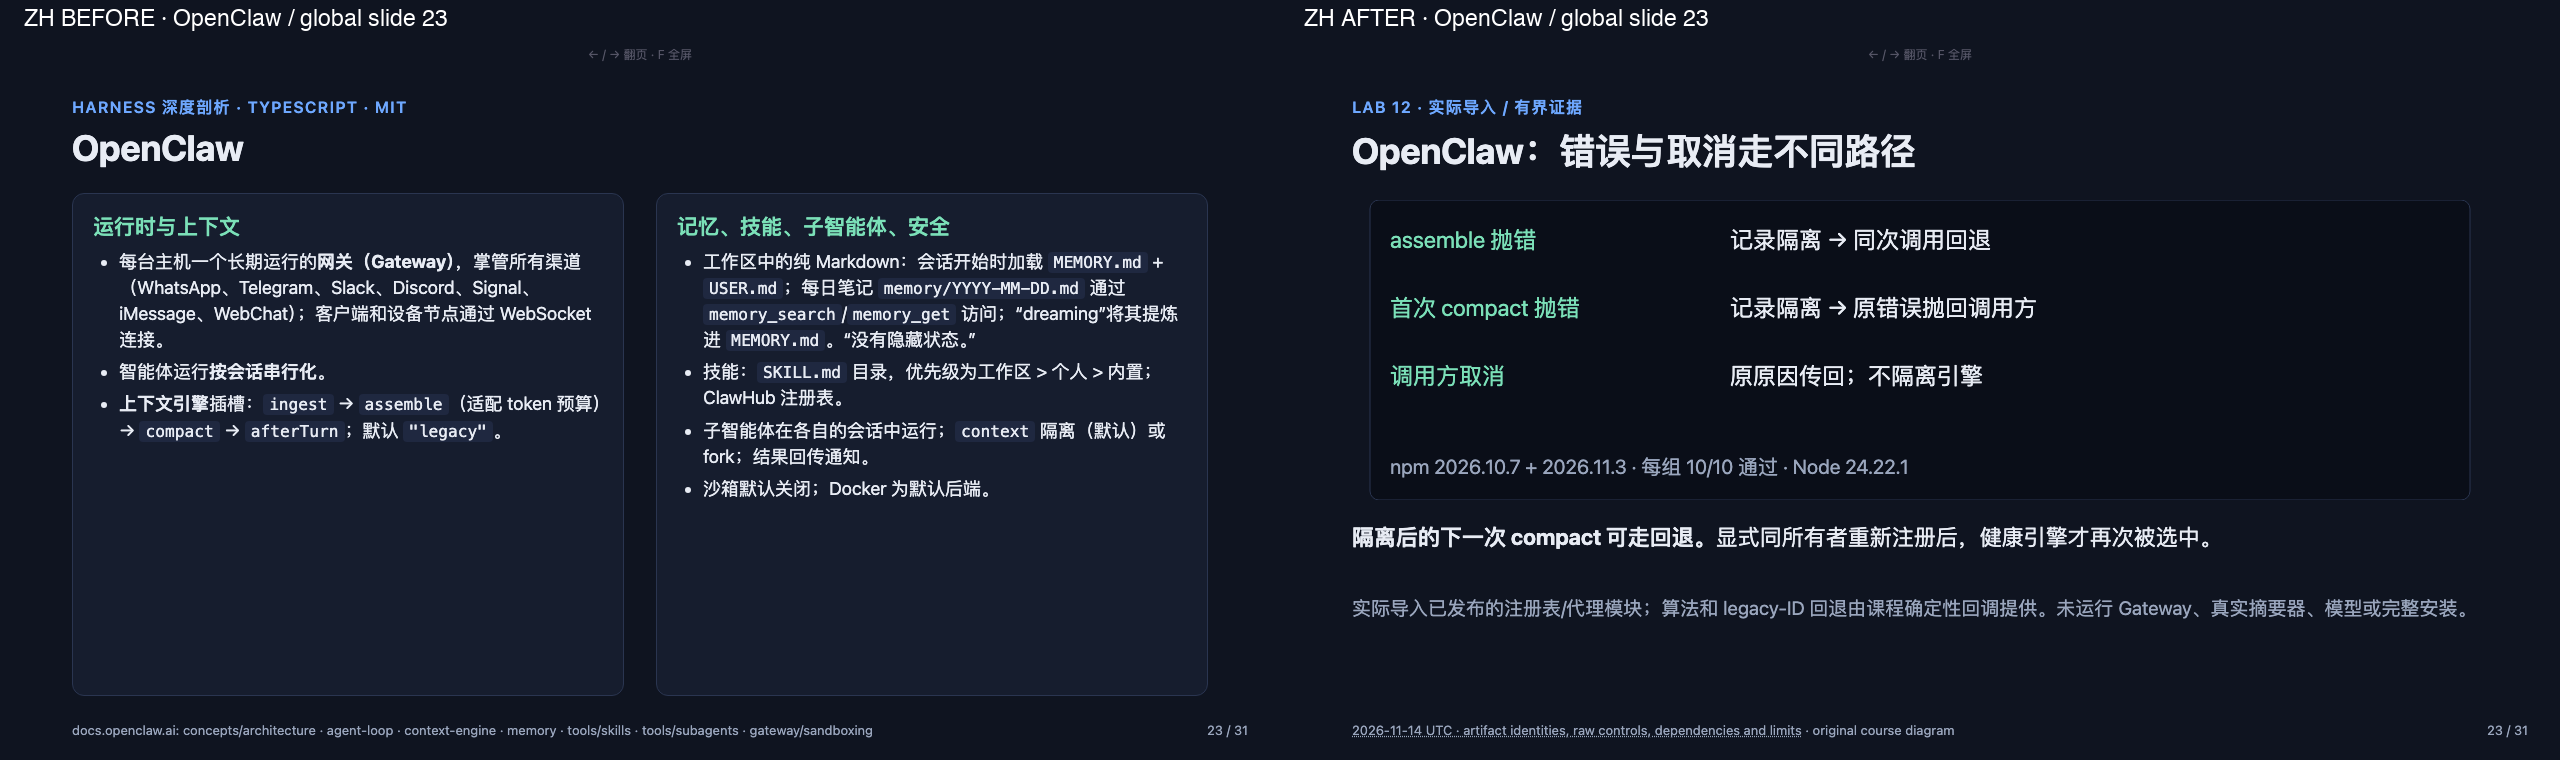 ZH BEFORE · OpenClaw / global slide 23
← / → 翻页 · F 全屏
HARNESS 深度剖析 · TYPESCRIPT · MIT
OpenClaw
运行时与上下文
• 每台主机一个长期运行的网关（Gateway），掌管所有渠道
（WhatsApp、Telegram、Slack、Discord、Signal、
iMessage、WebChat）；客户端和设备节点通过 WebSocket
连接。
• 智能体运行按会话串行化。
• 上下文引擎插槽：ingest → assemble（适配 token 预算）
→ compact → afterTurn；默认 "legacy"。
记忆、技能、子智能体、安全
• 工作区中的纯 Markdown：会话开始时加载 MEMORY.md +
USER.md；每日笔记 memory/YYYY-MM-DD.md 通过
memory_search / memory_get 访问；“dreaming”将其提炼
进 MEMORY.md。“没有隐藏状态。”
• 技能：SKILL.md 目录，优先级为工作区 > 个人 > 内置；
ClawHub 注册表。
• 子智能体在各自的会话中运行；context 隔离（默认）或
fork；结果回传通知。
• 沙箱默认关闭；Docker 为默认后端。
docs.openclaw.ai: concepts/architecture · agent-loop · context-engine · memory · tools/skills · tools/subagents · gateway/sandboxing
23 / 31
ZH AFTER · OpenClaw / global slide 23
← / → 翻页 · F 全屏
LAB 12 · 实际导入 / 有界证据
OpenClaw：错误与取消走不同路径
assemble 抛错 记录隔离 → 同次调用回退
首次 compact 抛错 记录隔离 → 原错误抛回调用方
调用方取消 原原因传回；不隔离引擎
npm 2026.10.7 + 2026.11.3 · 每组 10/10 通过 · Node 24.22.1
隔离后的下一次 compact 可走回退。显式同所有者重新注册后，健康引擎才再次被选中。
实际导入已发布的注册表/代理模块；算法和 legacy-ID 回退由课程确定性回调提供。未运行 Gateway、真实摘要器、模型或完整安装。
2026-11-14 UTC · artifact identities, raw controls, dependencies and limits · original course diagram
23 / 31